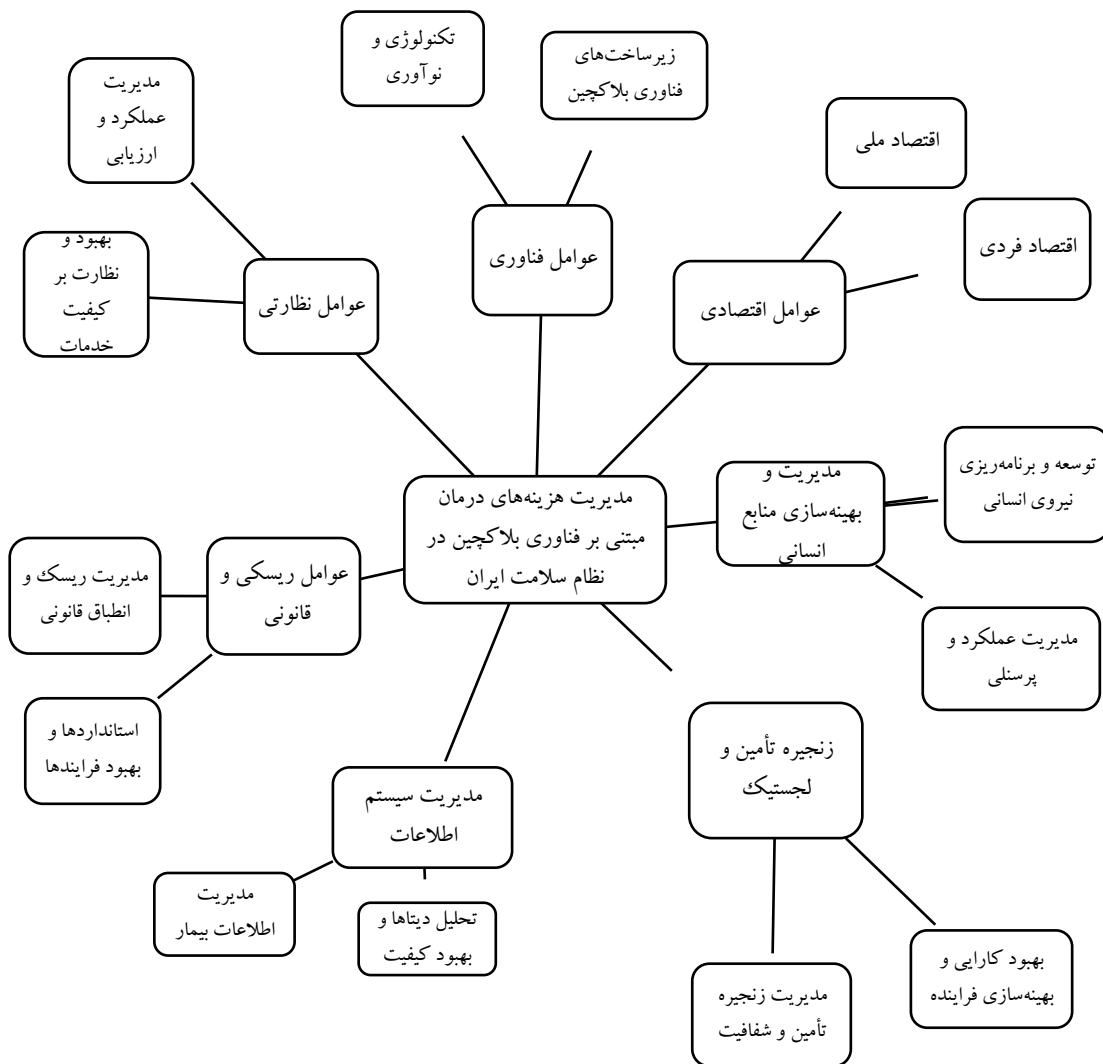 تکنولوژی و
نوآوری
زیرساخت‌های
فناوری بلاکچین
مدیریت
عملکرد و
ارزیابی
اقتصاد ملی
بهبود و
نظارت بر
کیفیت
خدمات
عوامل نظارتی
عوامل فناوری
عوامل اقتصادی
اقتصاد فردی
مدیریت هزینه‌های درمان
مبتنی بر فناوری بلاکچین در
نظام سلامت ایران
مدیریت و
بهینه‌سازی منابع
انسانی
توسعه و برنامه‌ریزی
نیروی انسانی
مدیریت عملکرد و
پرسنلی
عوامل ریسکی و
قانونی
مدیریت ریسک و
انطباق قانونی
استانداردها و
بهبود فرایندها
زنجیره تأمین و
لجستیک
مدیریت سیستم
اطلاعات
مدیریت
اطلاعات بیمار
تحلیل دیتاها و
بهبود کیفیت
مدیریت زنجیره
تأمین و شفافیت
بهبود کارایی و
بهینه‌سازی فراینده